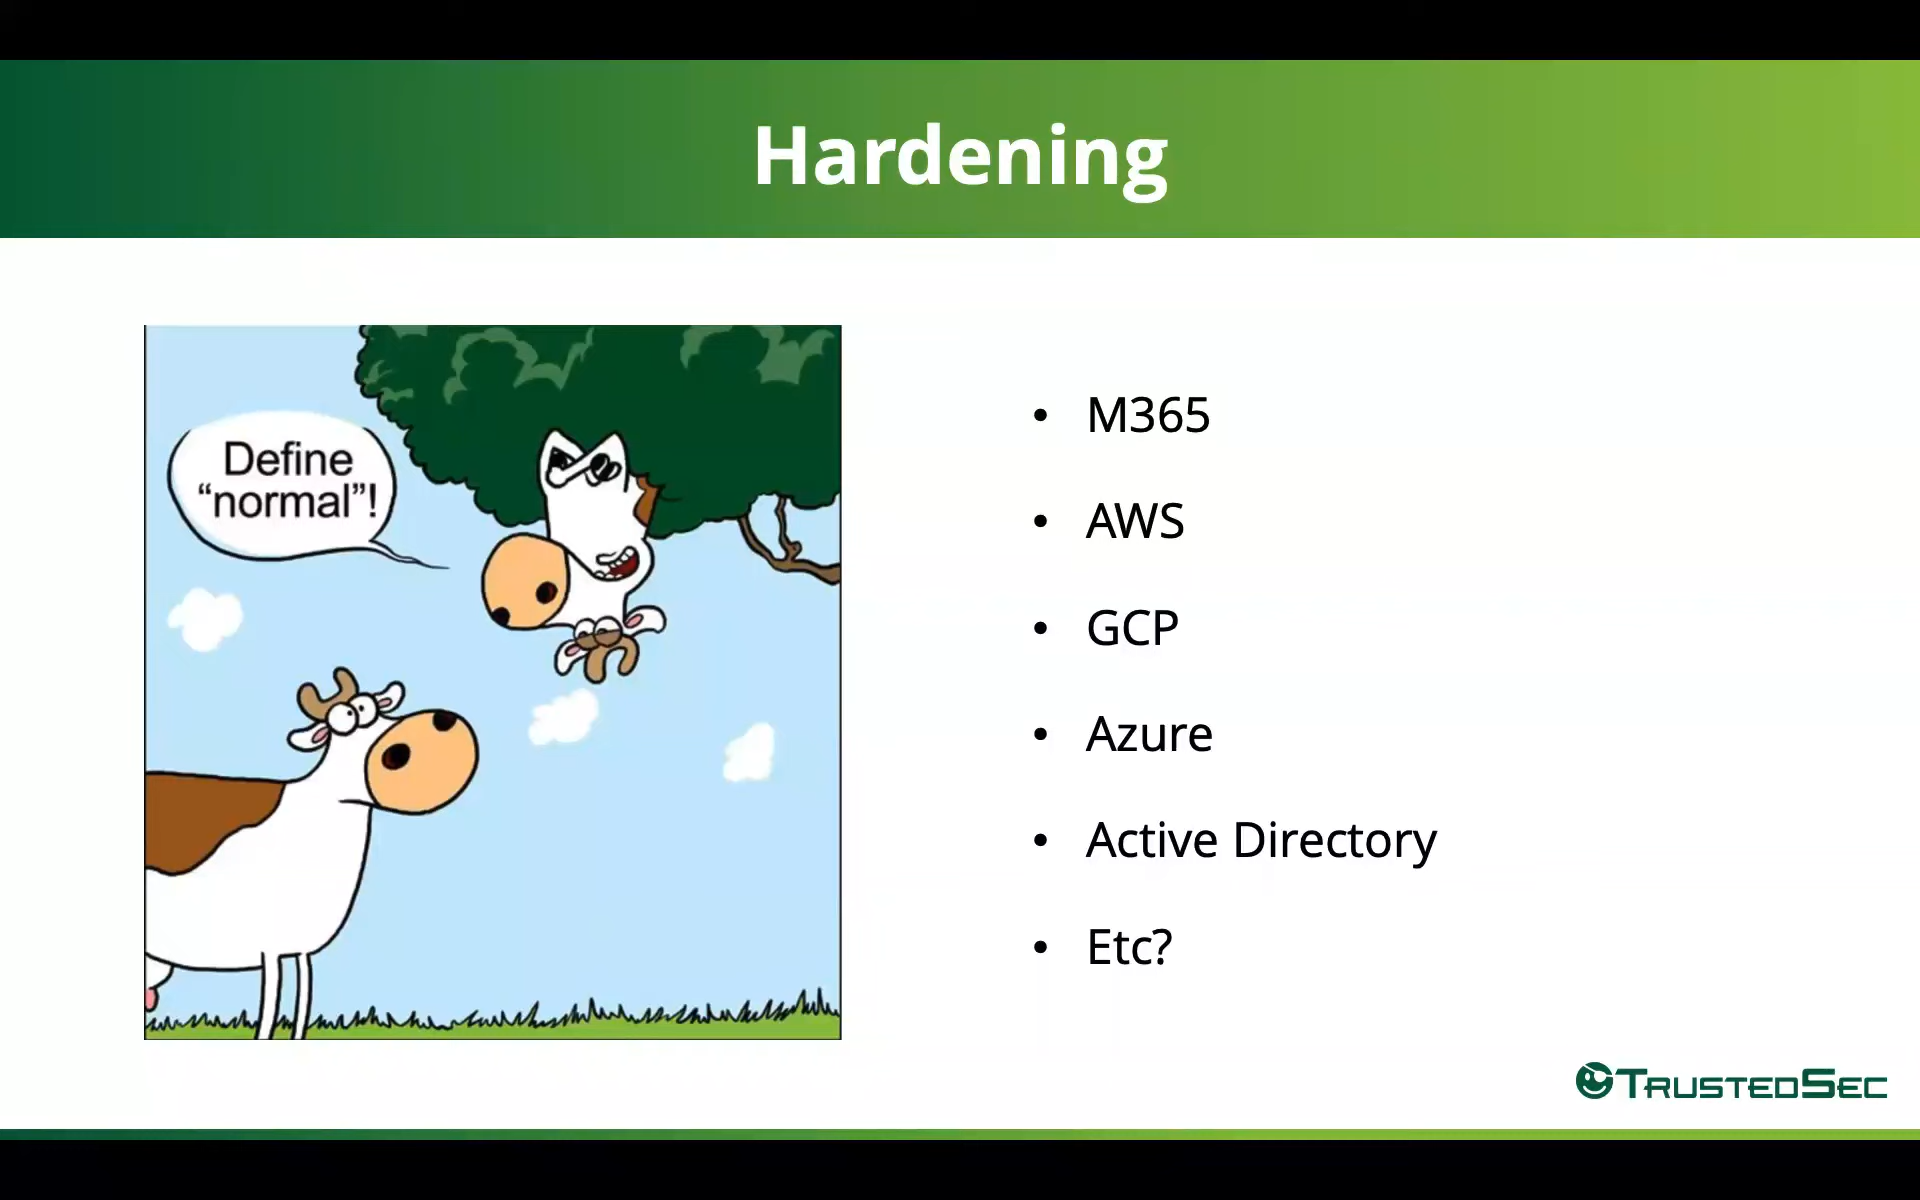 Hardening
Define
“normal”!
• M365
• AWS
• GCP
• Azure
• Active Directory
• Etc?
TRUSTEDSEC